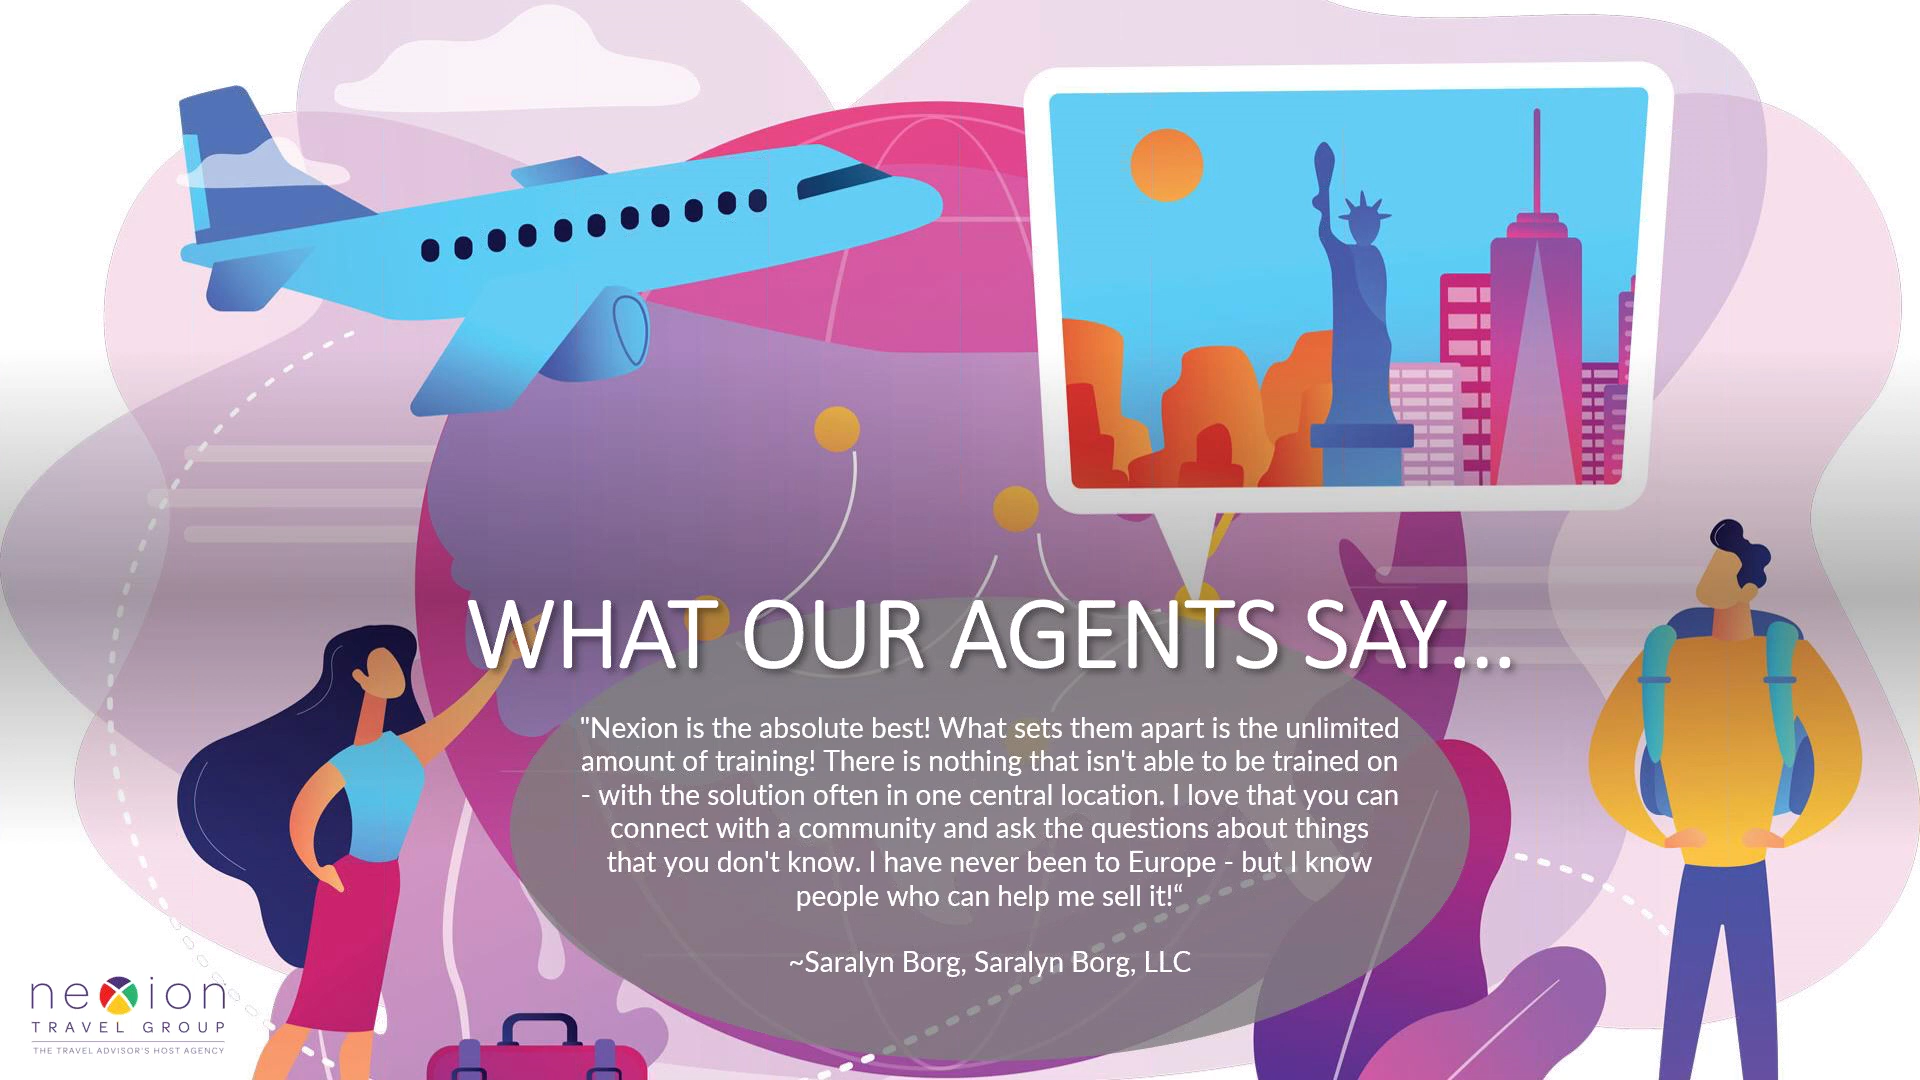 WHAT OUR AGENTS SAY...
"Nexion is the absolute best! What sets them apart is the unlimited
amount of training! There is nothing that isn't able to be trained on
- with the solution often in one central location. I love that you can
connect with a community and ask the questions about things
that you don't know. I have never been to Europe - but I know
people who can help me sell it!“
~Saralyn Borg, Saralyn Borg, LLC
nexion
TRAVEL GROUP
THE TRAVEL ADVISOR'S HOST AGENCY